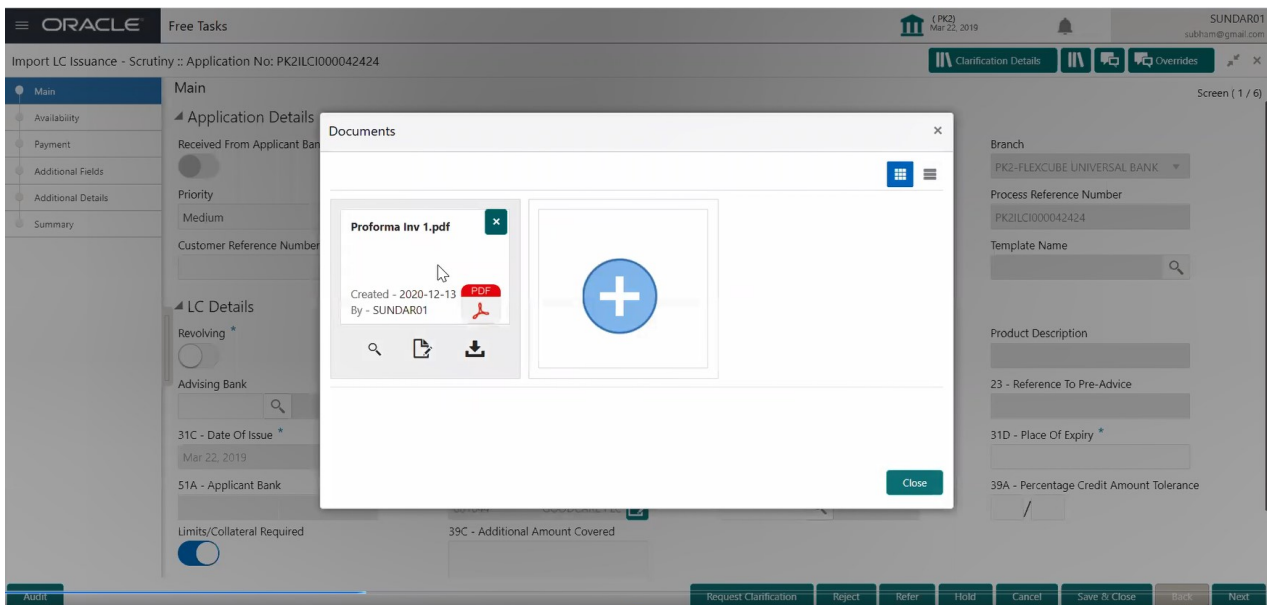 ORACLE
Free Tasks
(PK2)
Mar 22, 2019
SUNDAR01
subham@gmail.com
Import LC Issuance - Scrutiny :: Application No: PK2ILCI000042424
Clarification Details
Overrides
Main
Availability
Payment
Additional Fields
Additional Details
Summary
Main
Screen ( 1 / 6)
Application Details
Received From Applicant Ban
Branch
PK2-FLEXCUBE UNIVERSAL BANK
Priority
Medium
Process Reference Number
PK2ILCI000042424
Customer Reference Number
Template Name
LC Details
Revolving *
Product Description
Advising Bank
23 - Reference To Pre-Advice
31C - Date Of Issue *
Mar 22, 2019
31D - Place Of Expiry *
51A - Applicant Bank
39A - Percentage Credit Amount Tolerance
/
Limits/Collateral Required
39C - Additional Amount Covered
Documents
Proforma Inv 1.pdf
Created - 2020-12-13
By - SUNDAR01
PDF
Close
Audit
Request Clarification
Reject
Refer
Hold
Cancel
Save & Close
Back
Next